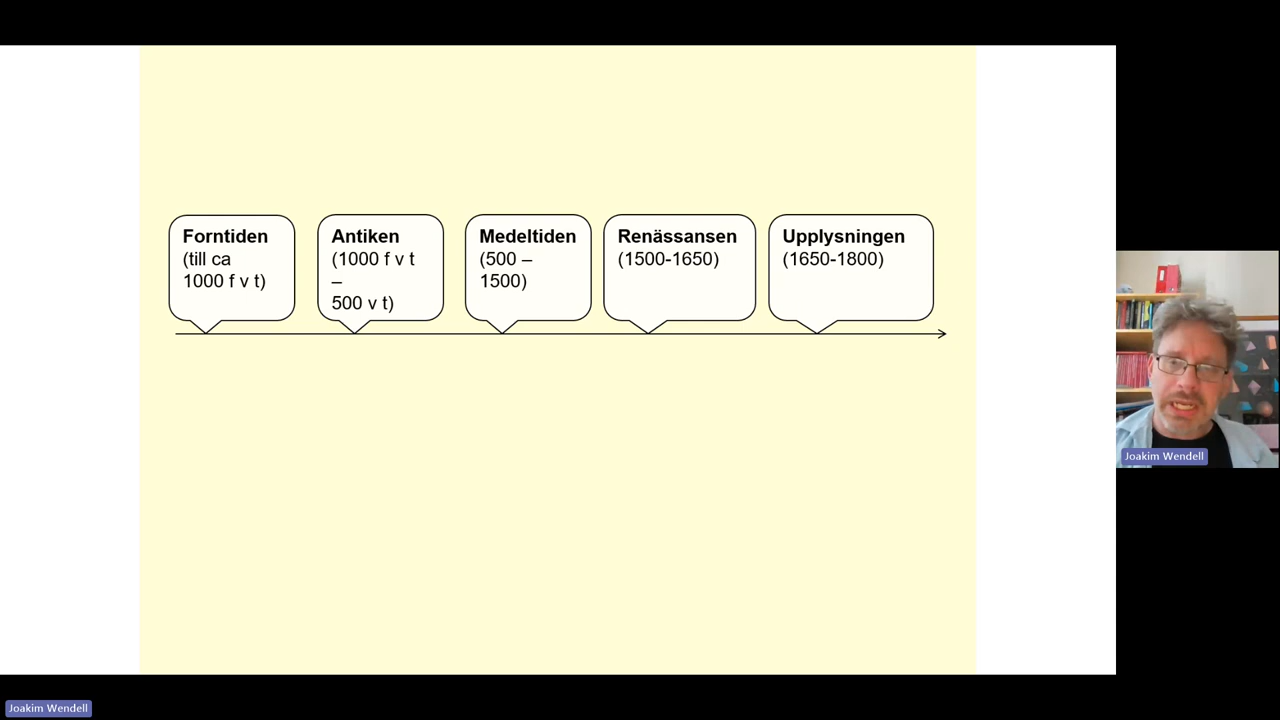 Forntiden
(till ca
1000 f v t)
Antiken
(1000 f v t
–
500 v t)
Medeltiden
(500 –
1500)
Renässansen
(1500-1650)
Upplysningen
(1650-1800)
Joakim Wendell
Joakim Wendell